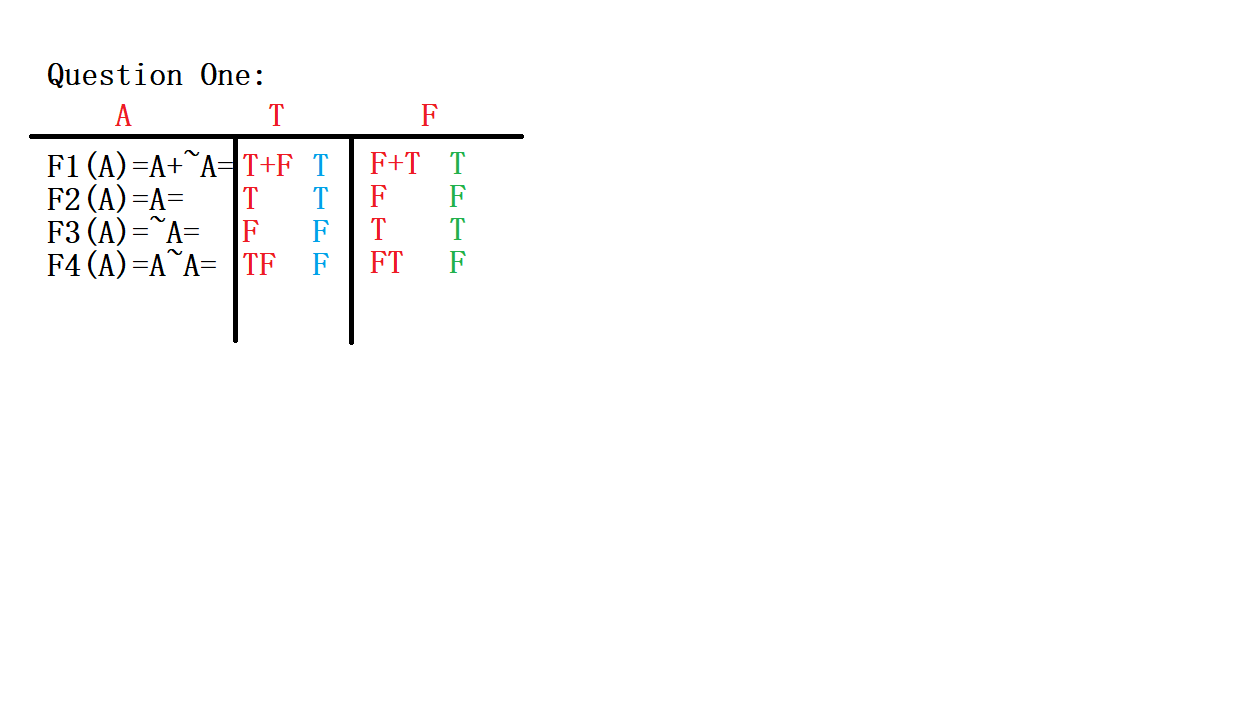 Question One:
A T F
F1(A)=A+~A= T+F T F+T T
F2(A)=A= T T F F
F3(A)=~A= F F T T
F4(A)=A~A= TF F FT F